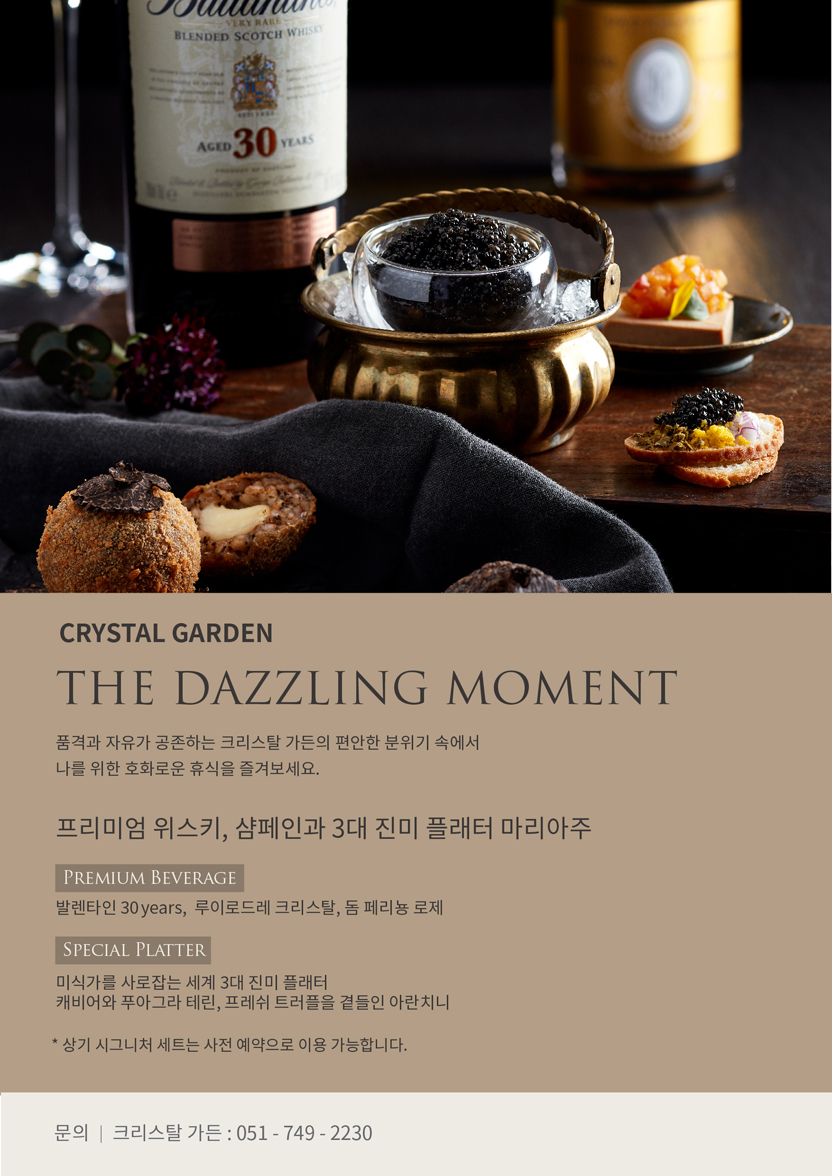 Ballantine's
VERY RARE
BLENDED SCOTCH WHISKY
AGED 30 YEARS
PRODUCT OF SCOTLAND
CRYSTAL GARDEN
THE DAZZLING MOMENT
품격과 자유가 공존하는 크리스탈 가든의 편안한 분위기 속에서
나를 위한 호화로운 휴식을 즐겨보세요.
프리미엄 위스키, 샴페인과 3대 진미 플래터 마리아주
PREMIUM BEVERAGE
발렌타인 30 years, 루이로드레 크리스탈, 돔 페리뇽 로제
SPECIAL PLATTER
미식가를 사로잡는 세계 3대 진미 플래터
캐비어와 푸아그라 테린, 프레쉬 트러플을 곁들인 아란치니
* 상기 시그니처 세트는 사전 예약으로 이용 가능합니다.
문의 | 크리스탈 가든 : 051 - 749 - 2230